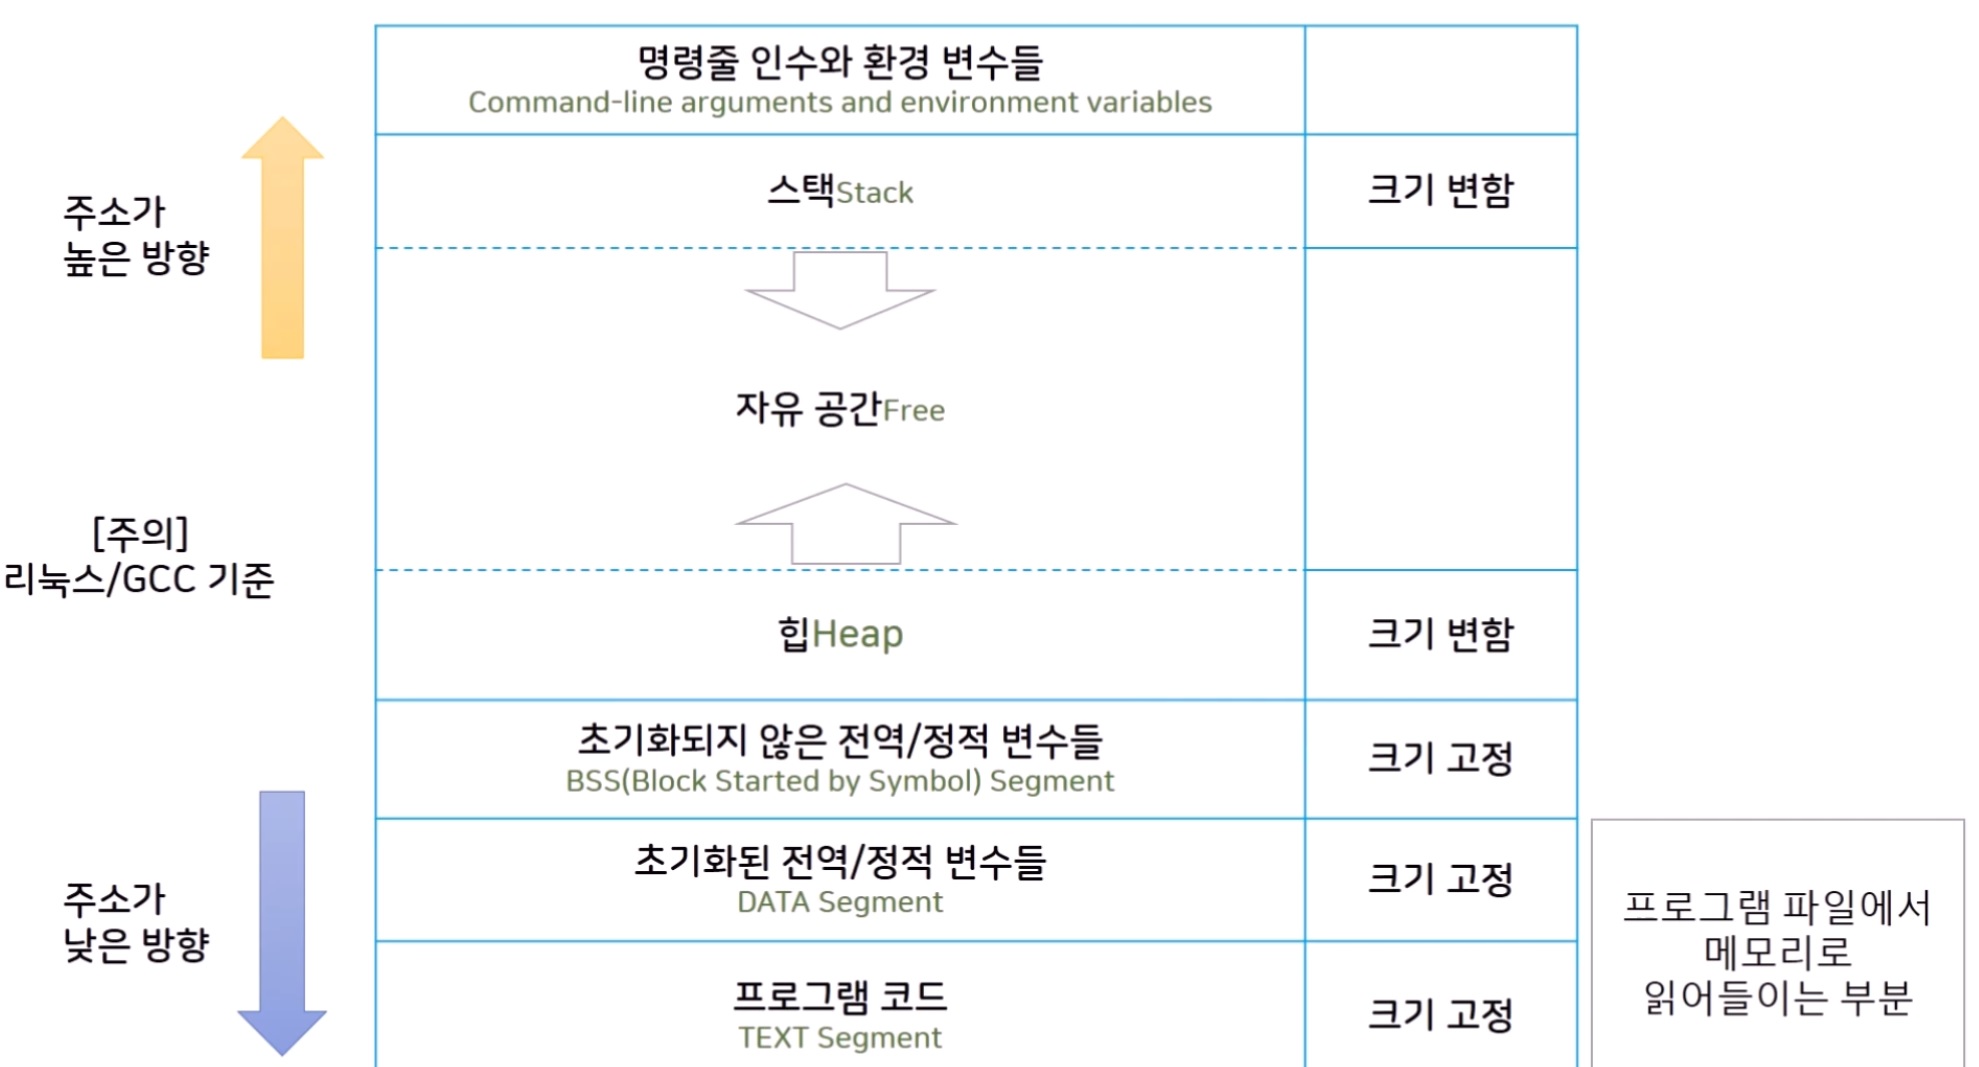 명령줄 인수와 환경 변수들
Command-line arguments and environment variables
스택Stack
크기 변함
주소가
높은 방향
자유 공간Free
[주의]
리눅스/GCC 기준
힙Heap
크기 변함
초기화되지 않은 전역/정적 변수들
BSS(Block Started by Symbol) Segment
크기 고정
초기화된 전역/정적 변수들
DATA Segment
크기 고정
주소가
낮은 방향
프로그램 코드
TEXT Segment
크기 고정
프로그램 파일에서
메모리로
읽어들이는 부분